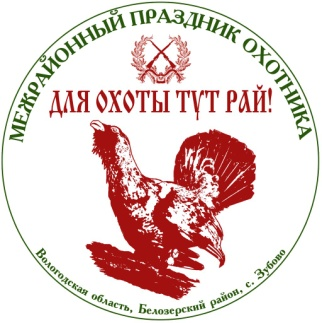 МЕЖРАЙОННЫЙ ПРАЗДНИК ОХОТНИКА
ДЛЯ ОХОТЫ ТУТ РАЙ!
Вологодская область, Белозерский район, с. Зубово